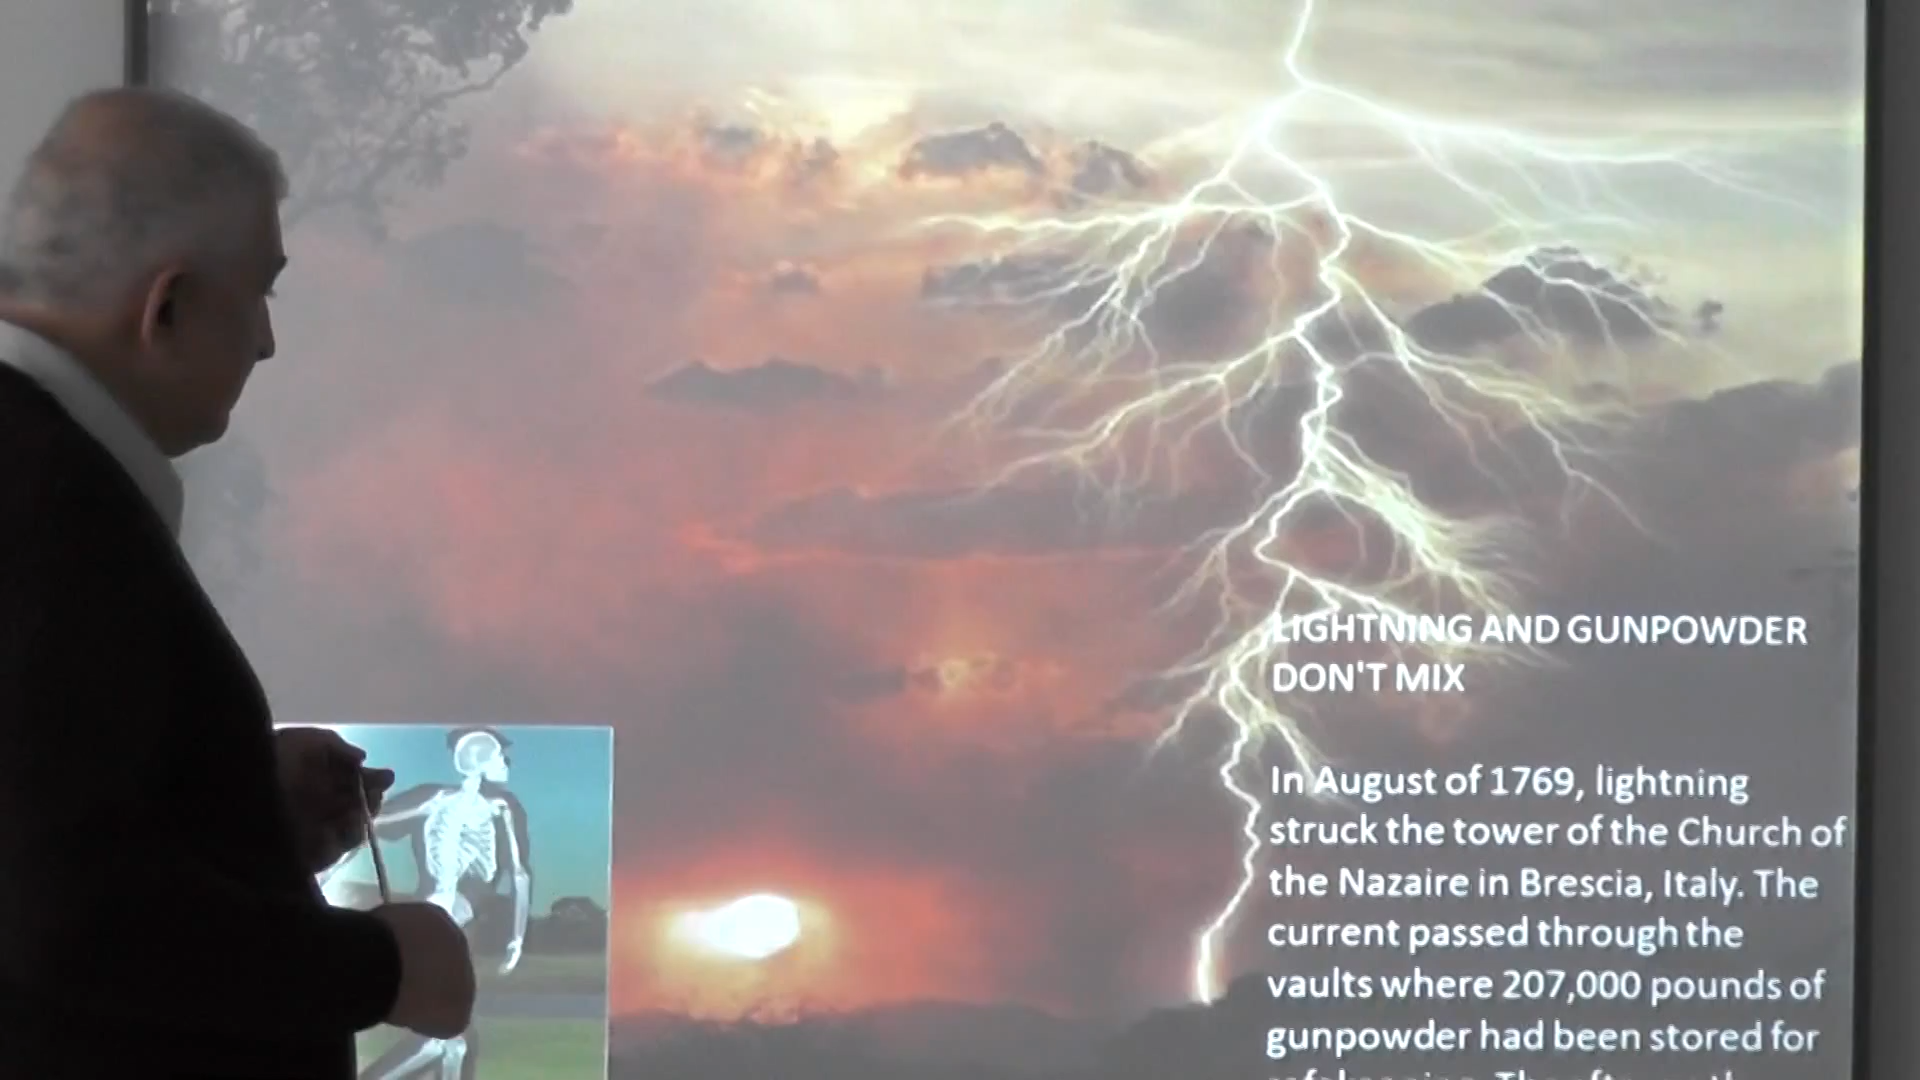 LIGHTNING AND GUNPOWDER
DON'T MIX
In August of 1769, lightning
struck the tower of the Church of
the Nazaire in Brescia, Italy. The
current passed through the
vaults where 207,000 pounds of
gunpowder had been stored for